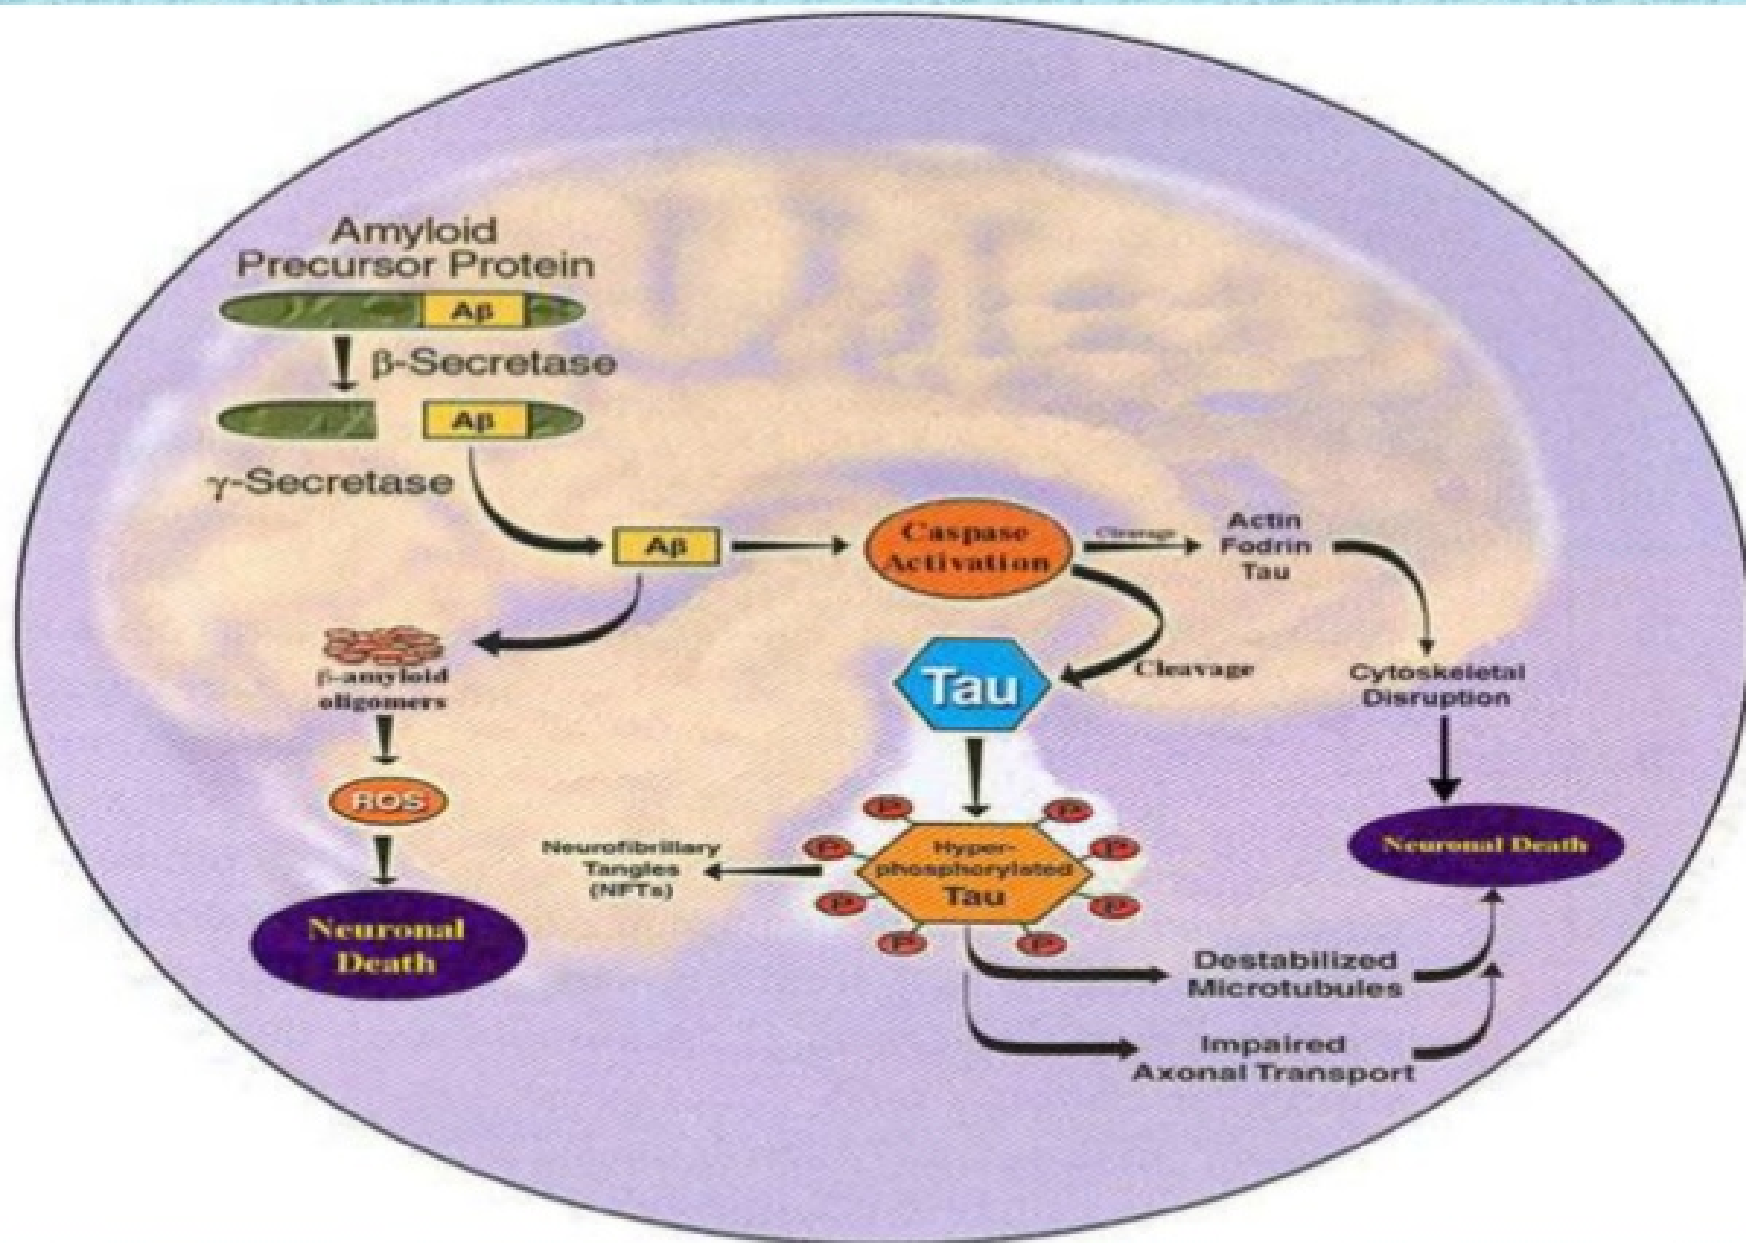 Amyloid
Precursor Protein
Aβ
β-Secretase
Aβ
γ-Secretase
Aβ
Caspase
Activation
Cleavage
Actin
Fodrin
Tau
β-amyloid
oligomers
Tau
Cleavage
Cytoskeletal
Disruption
ROS
Neuronal
Death
Neurofibrillary
Tangles
(NFTs)
P
P
P
P
P
P
P
P
Hyper-
phosphorylated
Tau
Neuronal Death
Destabilized
Microtubules
Impaired
Axonal Transport